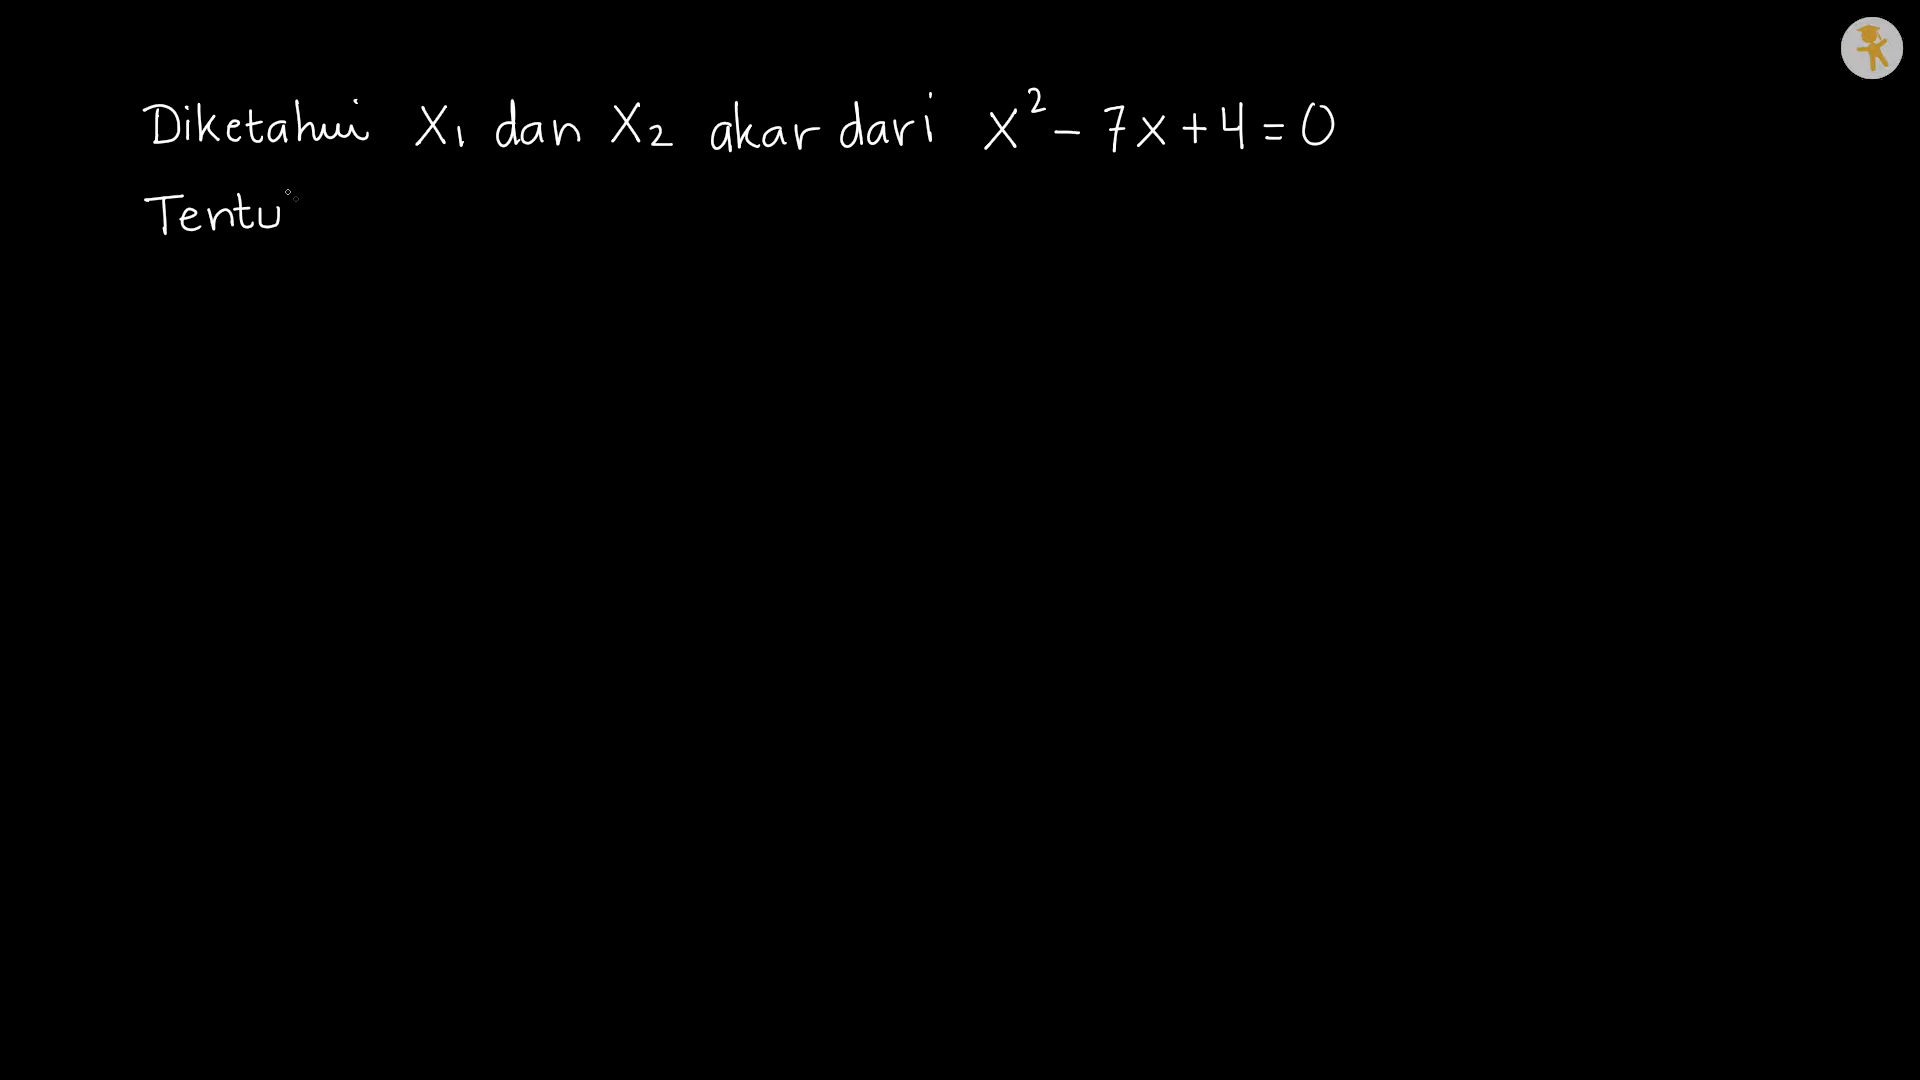 Diketahui X₁ dan X₂ akar dari x² - 7x + 4 = 0
Tentu